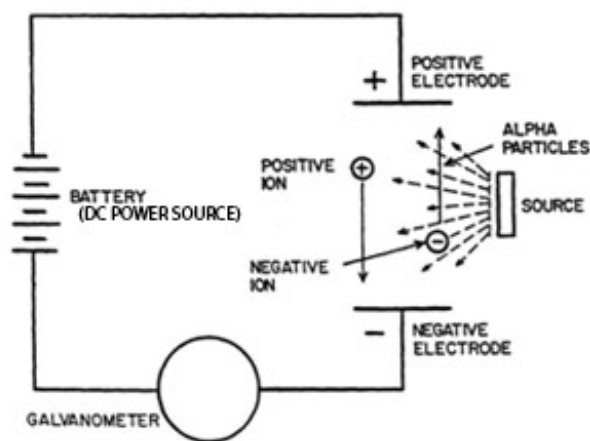 +
POSITIVE
ELECTRODE
ALPHA
PARTICLES
POSITIVE
ION
+
BATTERY
(DC POWER SOURCE)
SOURCE
−
NEGATIVE
ION
−
NEGATIVE
ELECTRODE
GALVANOMETER